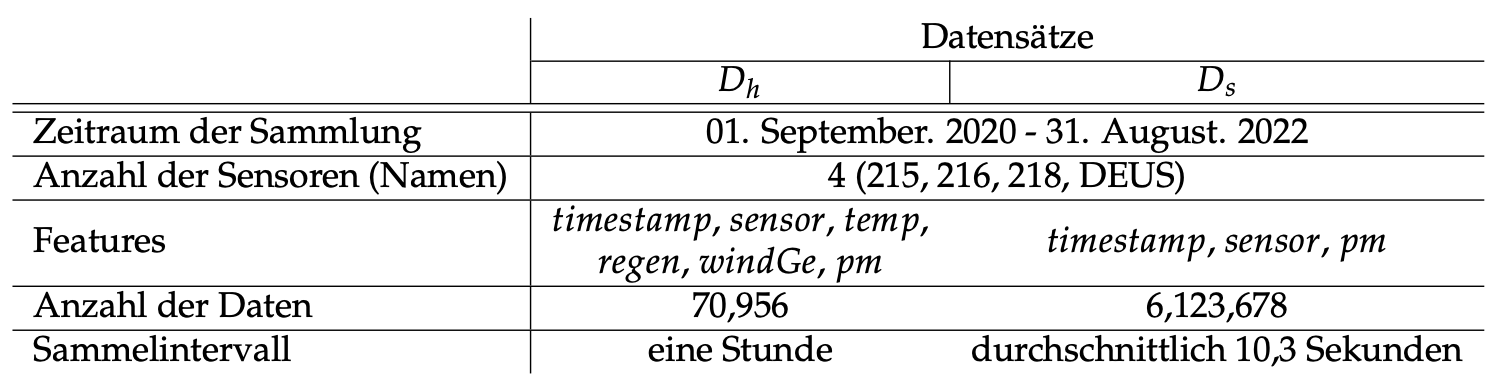 Datensätze
D_h D_s
Zeitraum der Sammlung 01. September. 2020 - 31. August. 2022
Anzahl der Sensoren (Namen) 4 (215, 216, 218, DEUS)
Features timestamp, sensor, temp, regen, windGe, pm timestamp, sensor, pm
Anzahl der Daten 70,956 6,123,678
Sammelintervall eine Stunde durchschnittlich 10,3 Sekunden